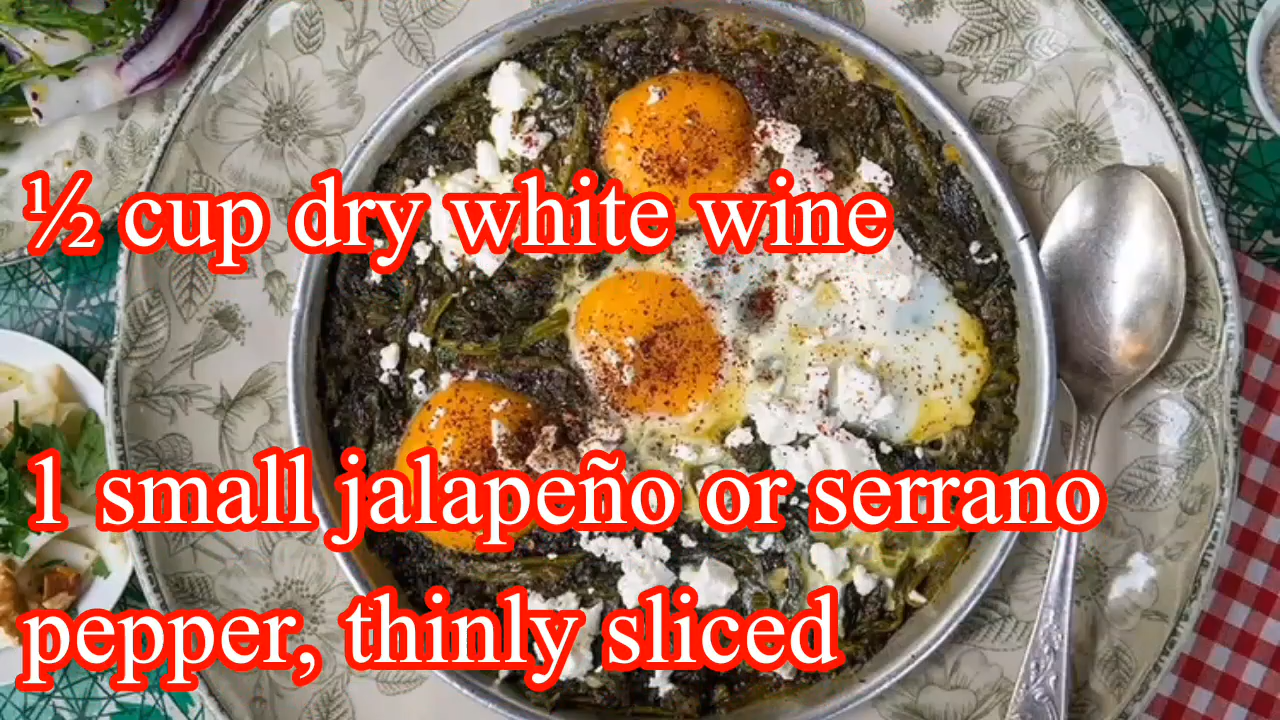 ½ cup dry white wine
1 small jalapeño or serrano
pepper, thinly sliced